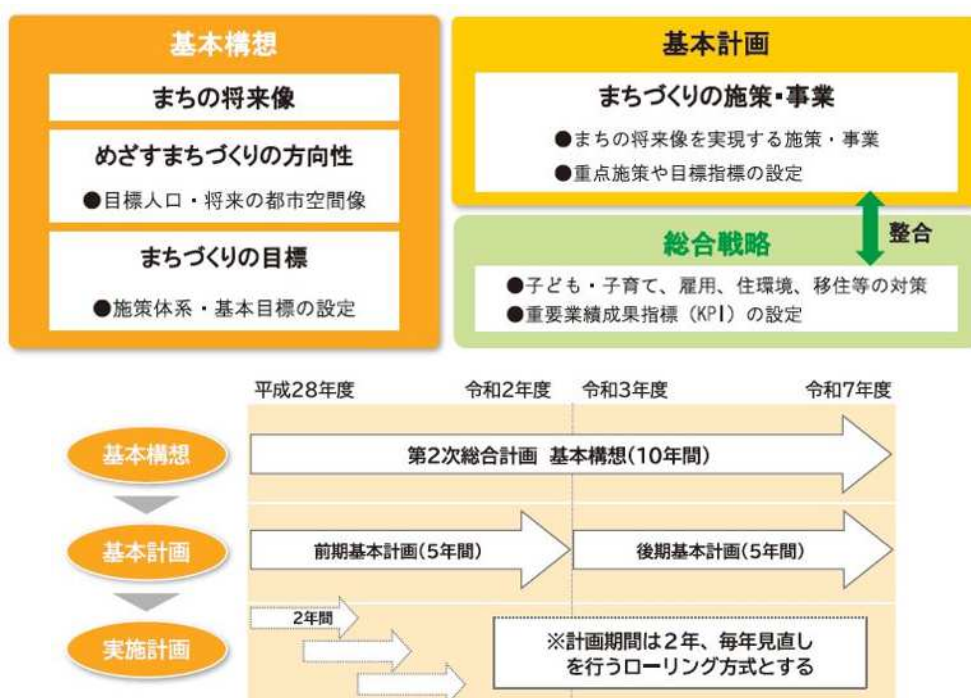 基本構想
まちの将来像
めざすまちづくりの方向性
●目標人口・将来の都市空間像
まちづくりの目標
●施策体系・基本目標の設定
基本計画
まちづくりの施策・事業
●まちの将来像を実現する施策・事業
●重点施策や目標指標の設定
整合
総合戦略
●子ども・子育て、雇用、住環境、移住等の対策
●重要業績成果指標（KPI）の設定
平成28年度 令和2年度 令和3年度 令和7年度
基本構想
第2次総合計画 基本構想(10年間)
基本計画
前期基本計画(5年間) 後期基本計画(5年間)
実施計画
2年間
※計画期間は2年、毎年見直し
を行うローリング方式とする